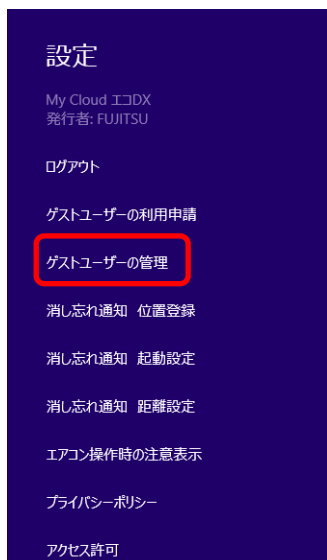 設定
My Cloud エコDX
発行者: FUJITSU
ログアウト
ゲストユーザーの利用申請
ゲストユーザーの管理
消し忘れ通知 位置登録
消し忘れ通知 起動設定
消し忘れ通知 距離設定
エアコン操作時の注意表示
プライバシーポリシー
アクセス許可